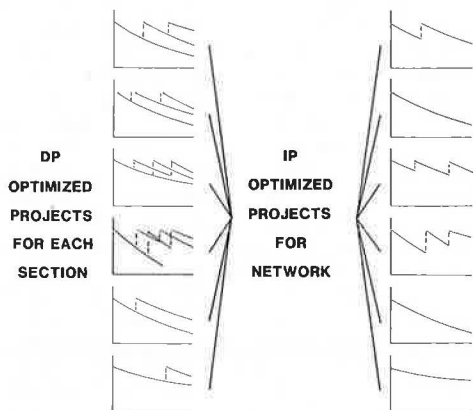 DP
OPTIMIZED
PROJECTS
FOR EACH
SECTION
IP
OPTIMIZED
PROJECTS
FOR
NETWORK